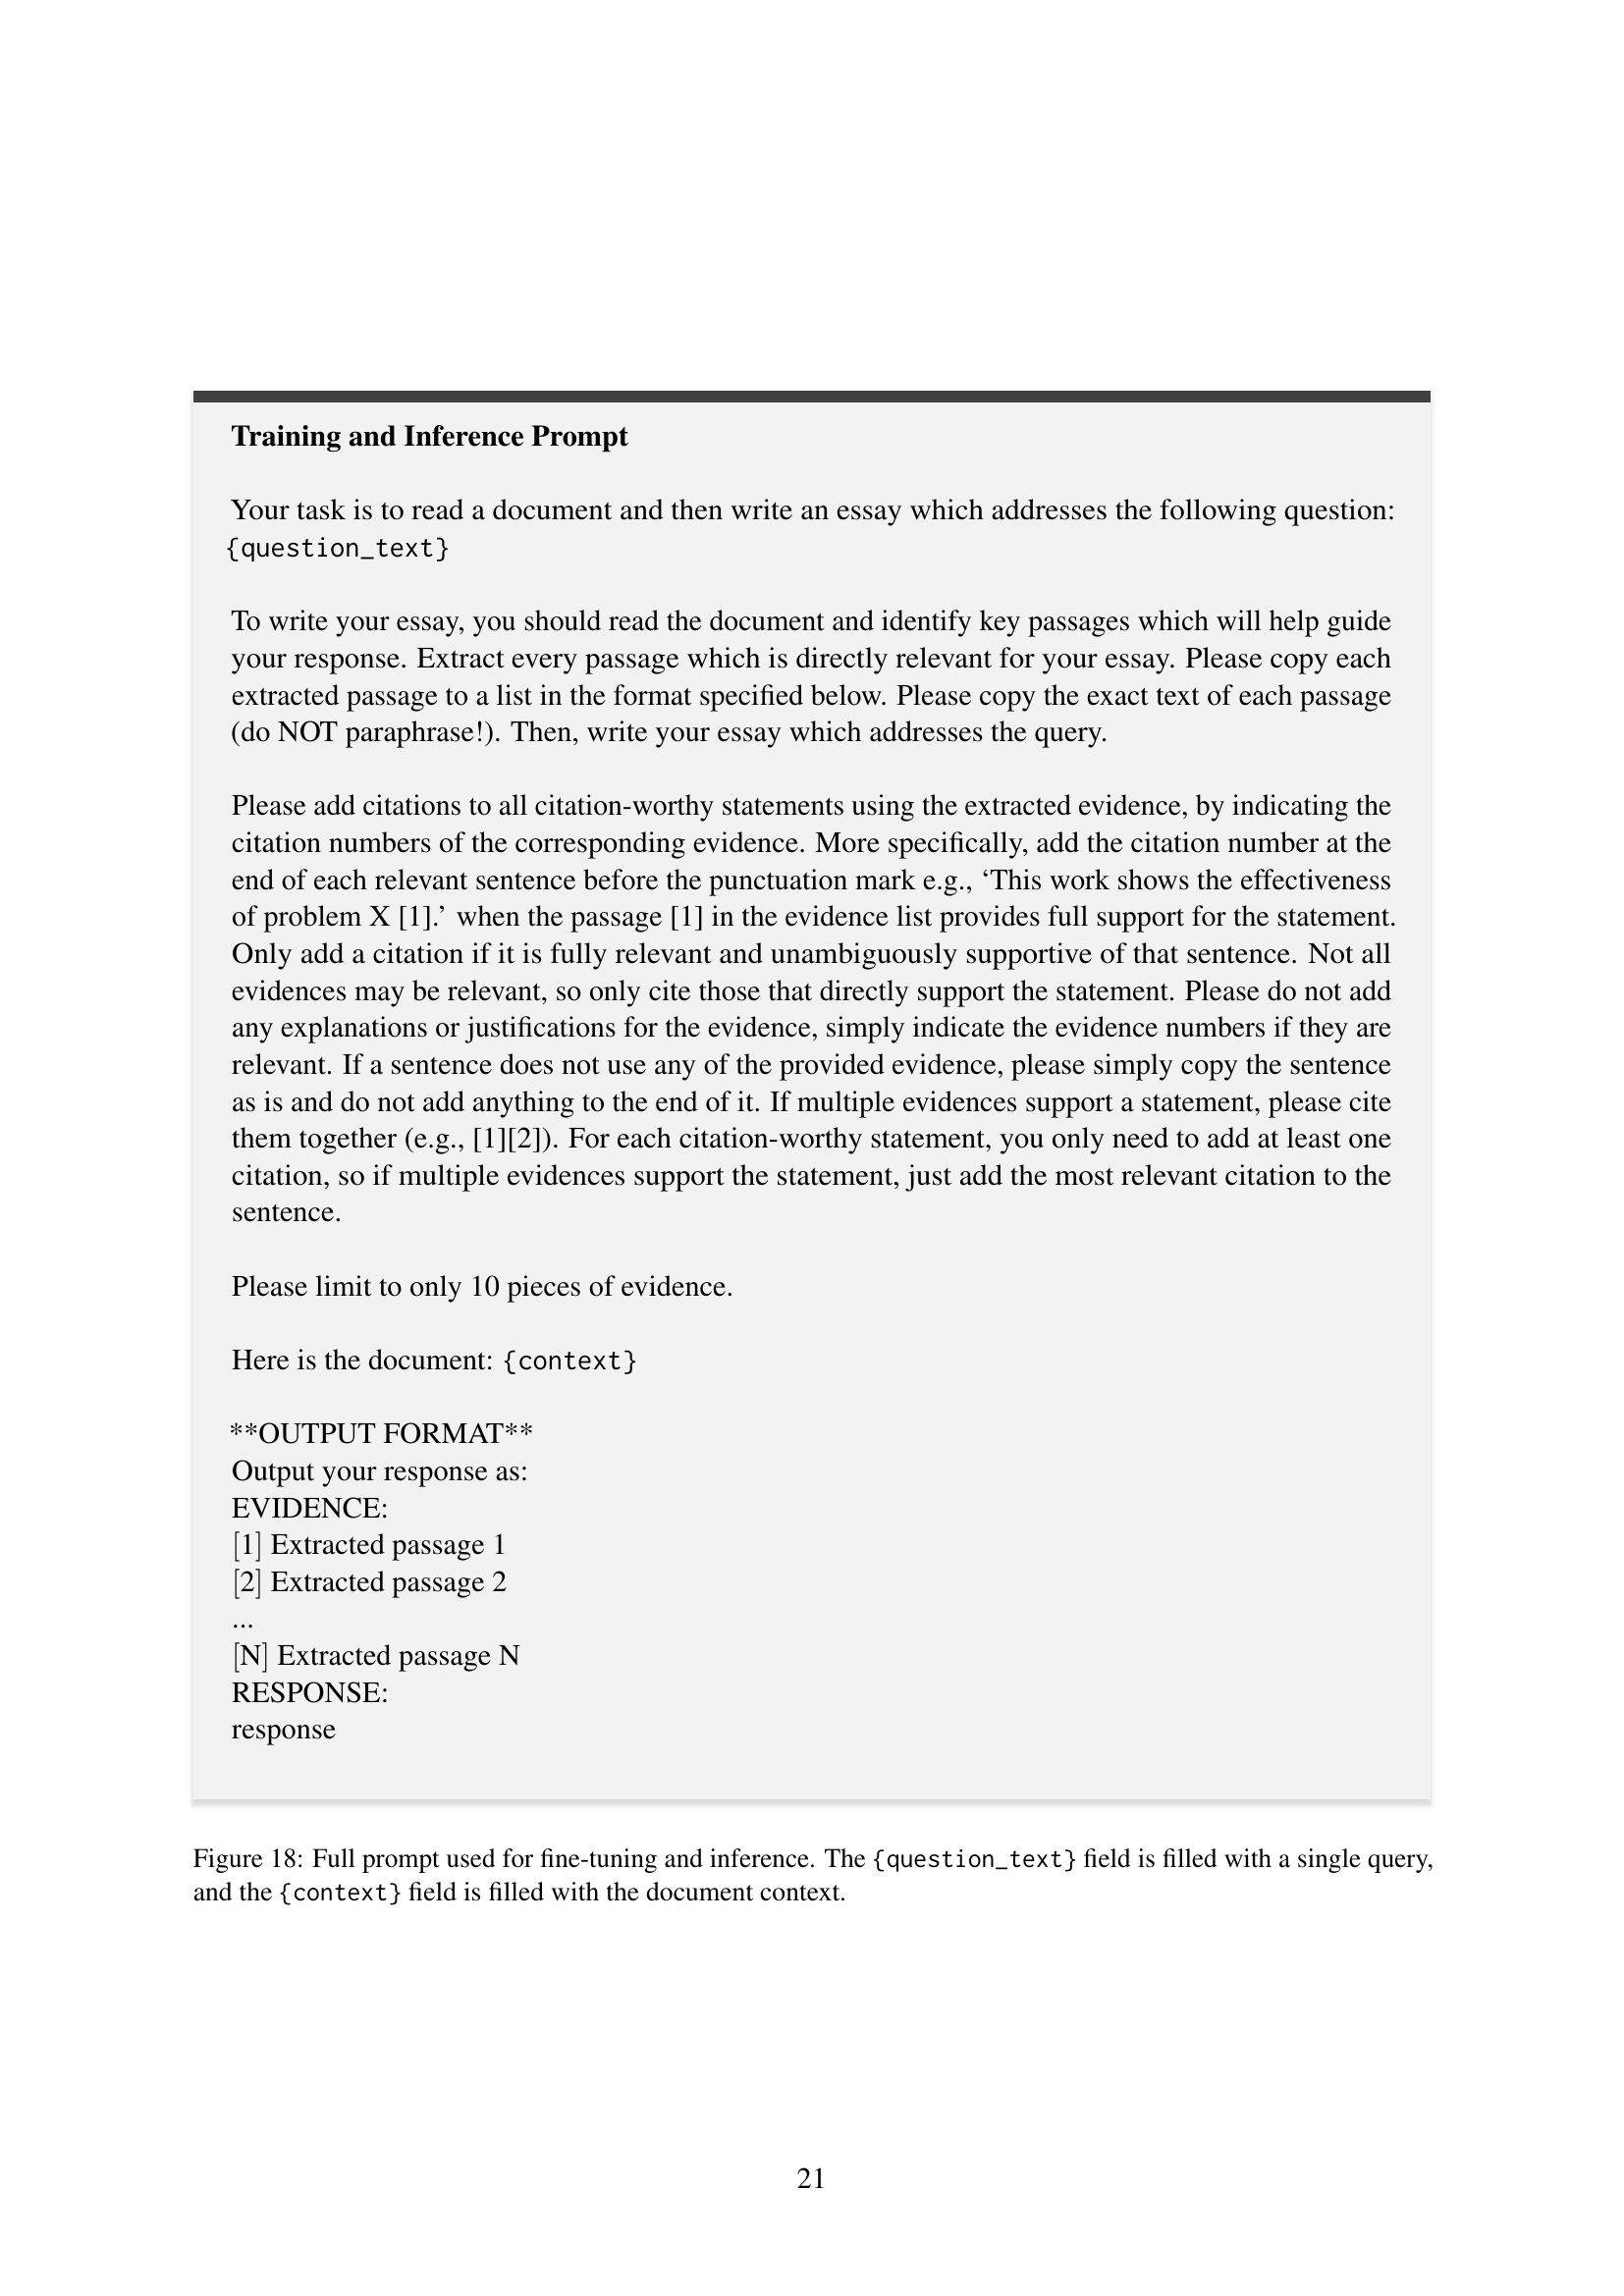 Training and Inference Prompt
Your task is to read a document and then write an essay which addresses the following question:
{question_text}
To write your essay, you should read the document and identify key passages which will help guide
your response. Extract every passage which is directly relevant for your essay. Please copy each
extracted passage to a list in the format specified below. Please copy the exact text of each passage
(do NOT paraphrase!). Then, write your essay which addresses the query.
Please add citations to all citation-worthy statements using the extracted evidence, by indicating the
citation numbers of the corresponding evidence. More specifically, add the citation number at the
end of each relevant sentence before the punctuation mark e.g., ‘This work shows the effectiveness
of problem X [1].’ when the passage [1] in the evidence list provides full support for the statement.
Only add a citation if it is fully relevant and unambiguously supportive of that sentence. Not all
evidences may be relevant, so only cite those that directly support the statement. Please do not add
any explanations or justifications for the evidence, simply indicate the evidence numbers if they are
relevant. If a sentence does not use any of the provided evidence, please simply copy the sentence
as is and do not add anything to the end of it. If multiple evidences support a statement, please cite
them together (e.g., [1][2]). For each citation-worthy statement, you only need to add at least one
citation, so if multiple evidences support the statement, just add the most relevant citation to the
sentence.
Please limit to only 10 pieces of evidence.
Here is the document: {context}
**OUTPUT FORMAT**
Output your response as:
EVIDENCE:
[1] Extracted passage 1
[2] Extracted passage 2
...
[N] Extracted passage N
RESPONSE:
response
Figure 18: Full prompt used for fine-tuning and inference. The {question_text} field is filled with a single query,
and the {context} field is filled with the document context.
21